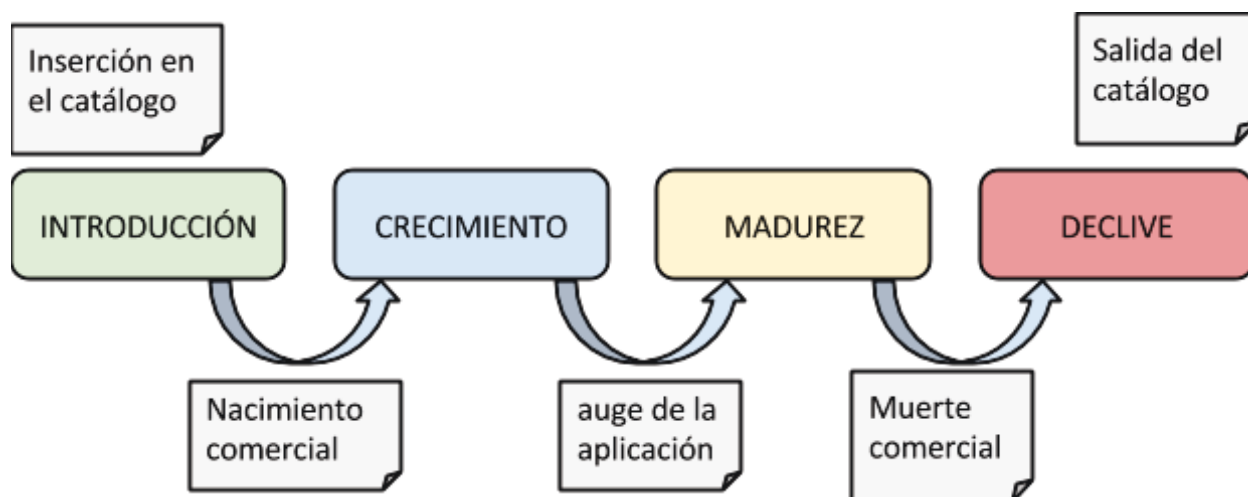 Inserción en
el catálogo
Salida del
catálogo
INTRODUCCIÓN
CRECIMIENTO
MADUREZ
DECLIVE
Nacimiento
comercial
auge de la
aplicación
Muerte
comercial